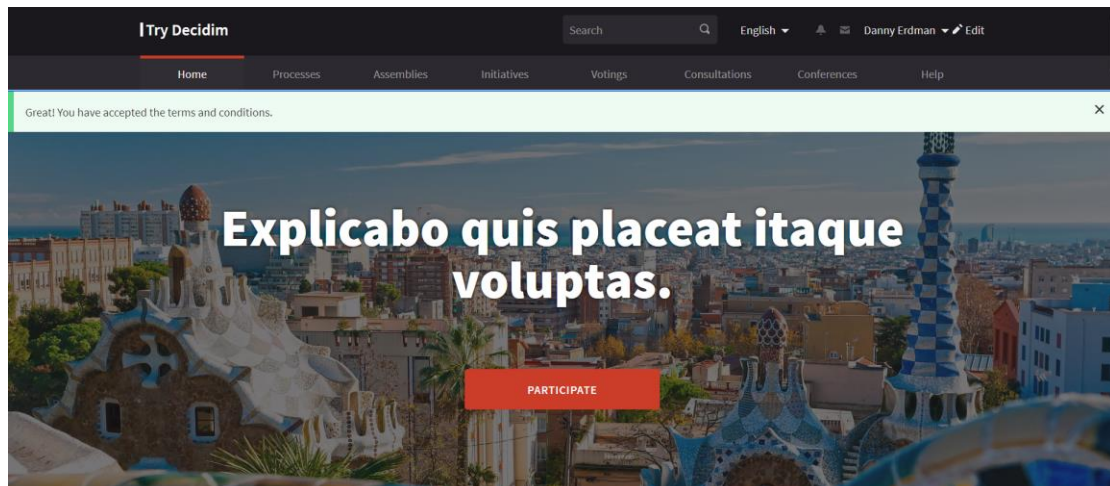 Try Decidim
Search
English
Danny Erdman
Edit
Home
Processes
Assemblies
Initiatives
Votings
Consultations
Conferences
Help
Great! You have accepted the terms and conditions.
Explicabo quis placeat itaque
voluptas.
PARTICIPATE